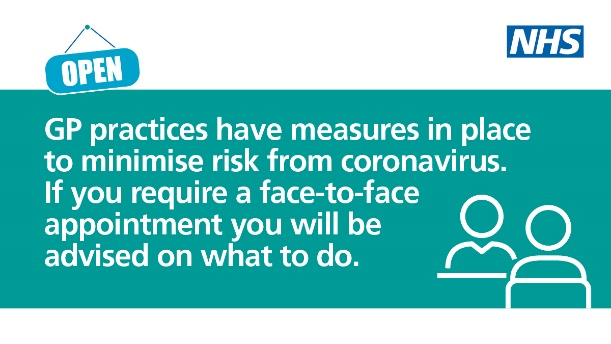 OPEN
NHS
GP practices have measures in place
to minimise risk from coronavirus.
If you require a face-to-face
appointment you will be
advised on what to do.